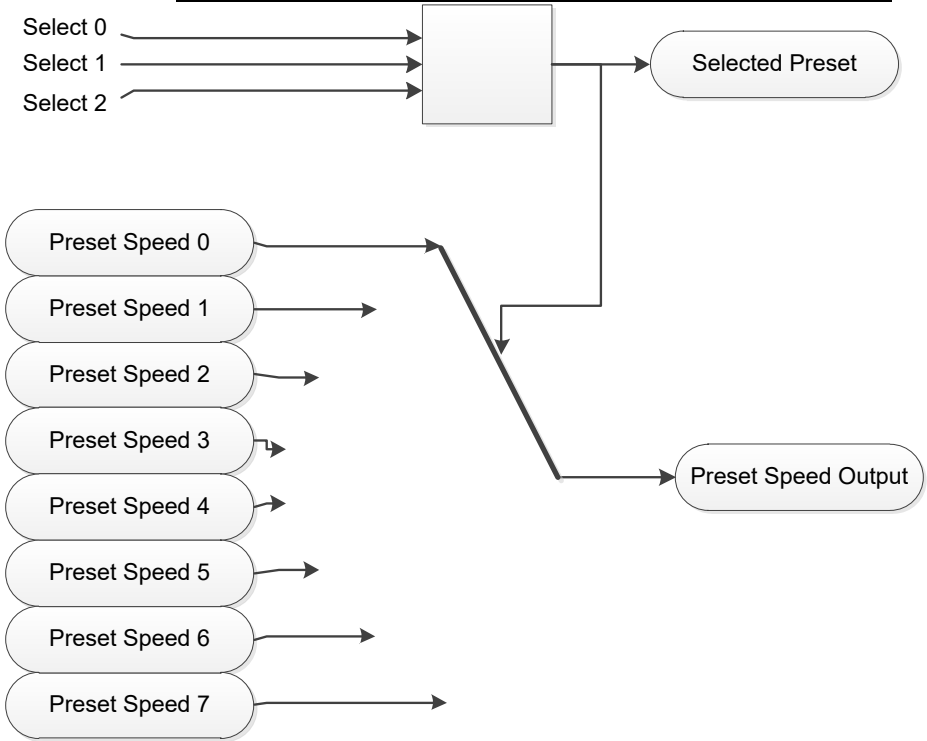 Select 0
Select 1
Select 2
Selected Preset
Preset Speed 0
Preset Speed 1
Preset Speed 2
Preset Speed 3
Preset Speed 4
Preset Speed 5
Preset Speed 6
Preset Speed 7
Preset Speed Output